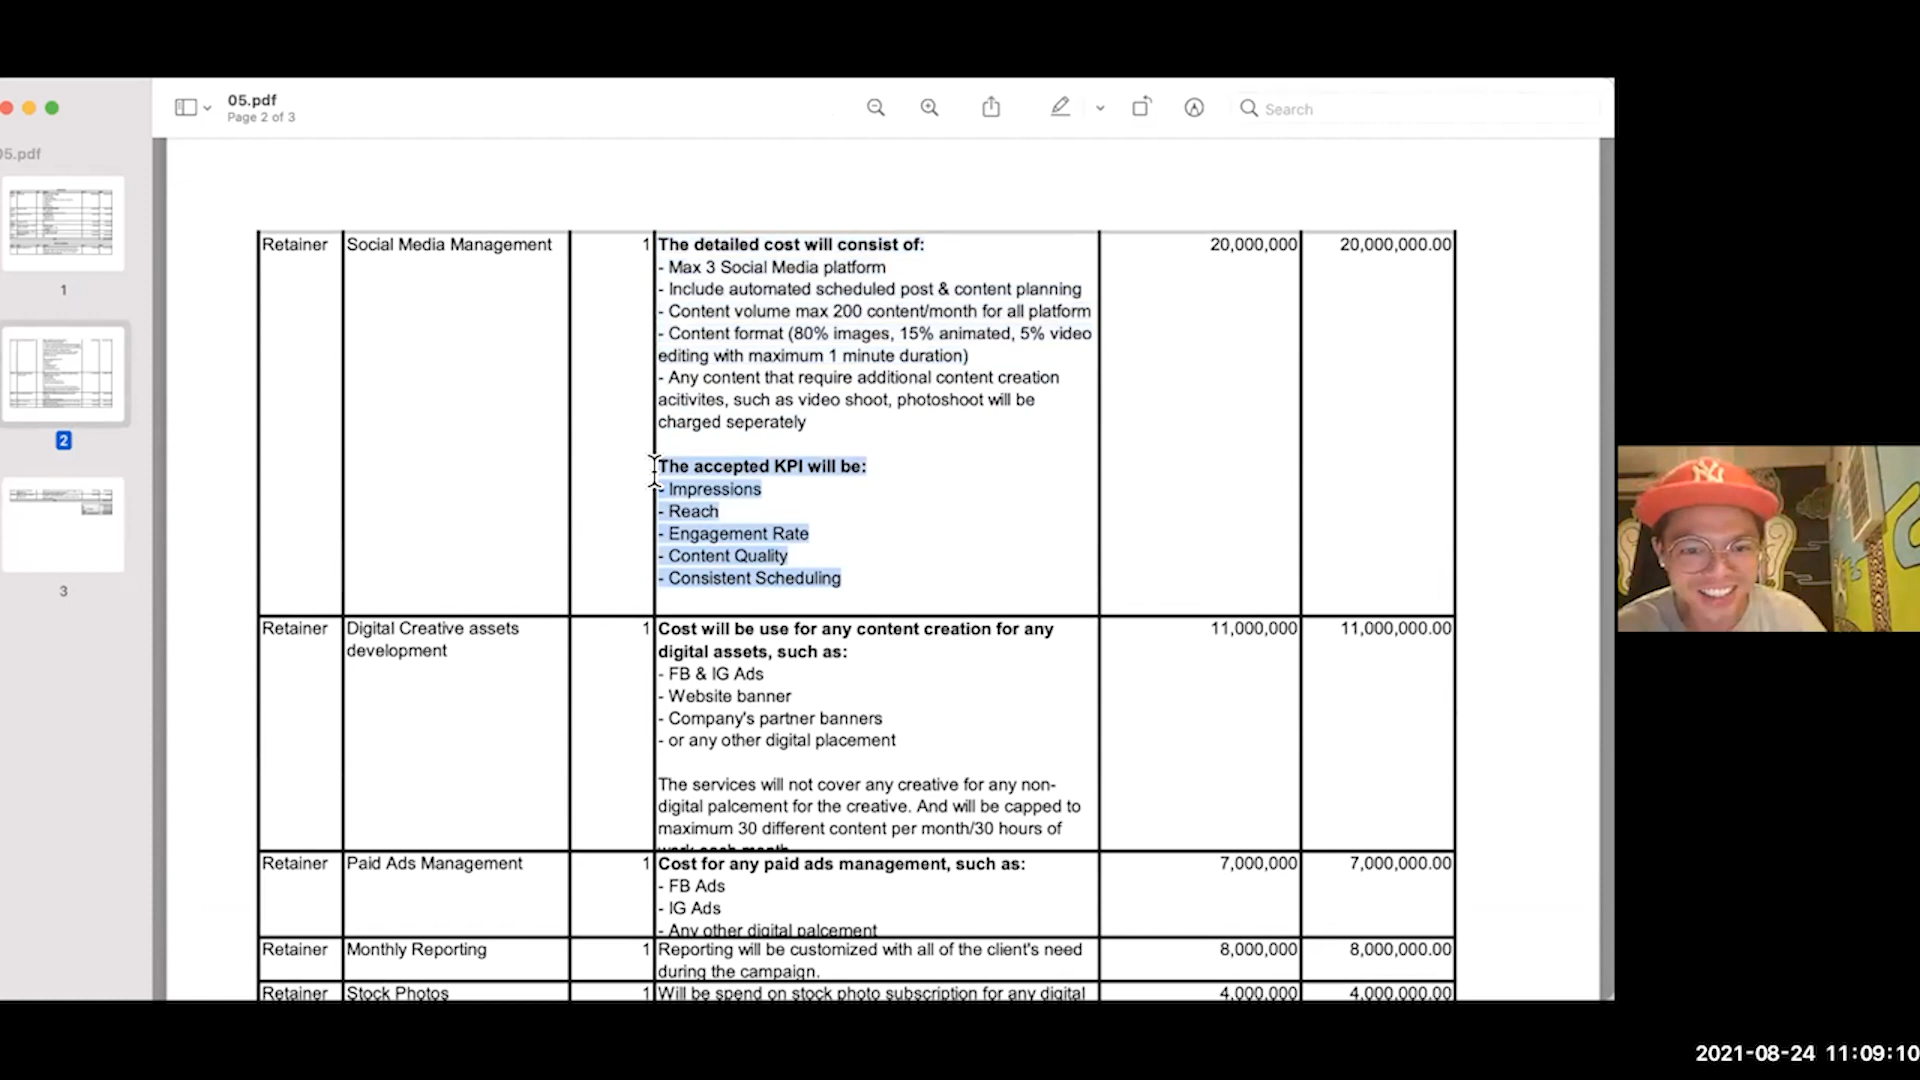 05.pdf
Page 2 of 3
Search
05.pdf
1
2
3
Retainer Social Media Management 1 The detailed cost will consist of: 20,000,000 20,000,000.00
- Max 3 Social Media platform
- Include automated scheduled post & content planning
- Content volume max 200 content/month for all platform
- Content format (80% images, 15% animated, 5% video
editing with maximum 1 minute duration)
- Any content that require additional content creation
acitivites, such as video shoot, photoshoot will be
charged seperately
The accepted KPI will be:
- Impressions
- Reach
- Engagement Rate
- Content Quality
- Consistent Scheduling
Retainer Digital Creative assets 1 Cost will be use for any content creation for any 11,000,000 11,000,000.00
development digital assets, such as:
- FB & IG Ads
- Website banner
- Company's partner banners
- or any other digital placement
The services will not cover any creative for any non-
digital palcement for the creative. And will be capped to
maximum 30 different content per month/30 hours of
work each month
Retainer Paid Ads Management 1 Cost for any paid ads management, such as: 7,000,000 7,000,000.00
- FB Ads
- IG Ads
- Any other digital palcement
Retainer Monthly Reporting 1 Reporting will be customized with all of the client's need 8,000,000 8,000,000.00
during the campaign.
Retainer Stock Photos 1 Will be spend on stock photo subscription for any digital 4,000,000 4,000,000.00
NY
2021-08-24 11:09:10